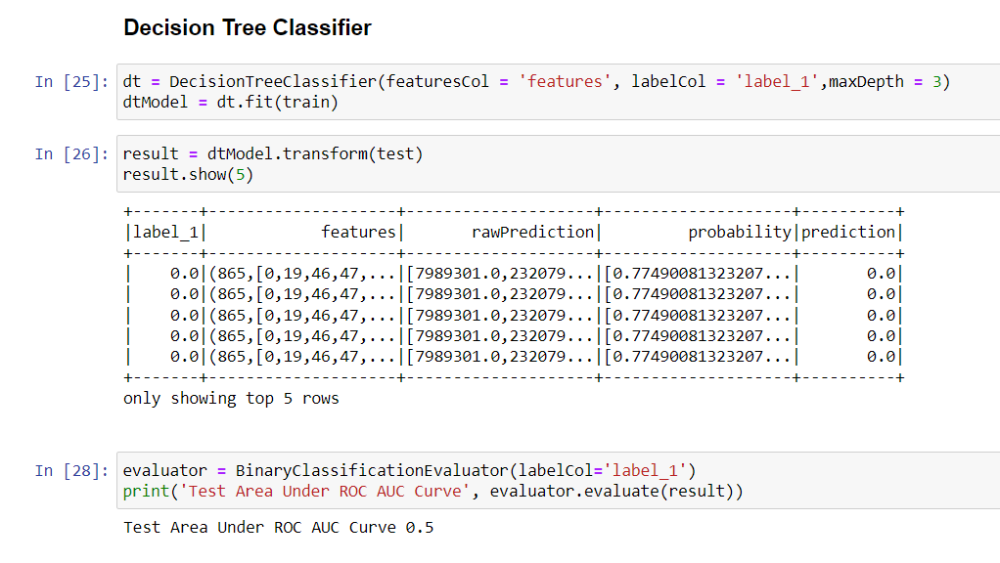 Decision Tree Classifier
In [25]: dt = DecisionTreeClassifier(featuresCol = 'features', labelCol = 'label_1',maxDepth = 3)
dtModel = dt.fit(train)
In [26]: result = dtModel.transform(test)
result.show(5)
+-------+--------------------+--------------------+--------------------+----------+
|label_1|            features|       rawPrediction|         probability|prediction|
+-------+--------------------+--------------------+--------------------+----------+
|    0.0|(865,[0,19,46,47,...|[7989301.0,232079...|[0.77490081323207...|       0.0|
|    0.0|(865,[0,19,46,47,...|[7989301.0,232079...|[0.77490081323207...|       0.0|
|    0.0|(865,[0,19,46,47,...|[7989301.0,232079...|[0.77490081323207...|       0.0|
|    0.0|(865,[0,19,46,47,...|[7989301.0,232079...|[0.77490081323207...|       0.0|
|    0.0|(865,[0,19,46,47,...|[7989301.0,232079...|[0.77490081323207...|       0.0|
+-------+--------------------+--------------------+--------------------+----------+
only showing top 5 rows
In [28]: evaluator = BinaryClassificationEvaluator(labelCol='label_1')
print('Test Area Under ROC AUC Curve', evaluator.evaluate(result))
Test Area Under ROC AUC Curve 0.5